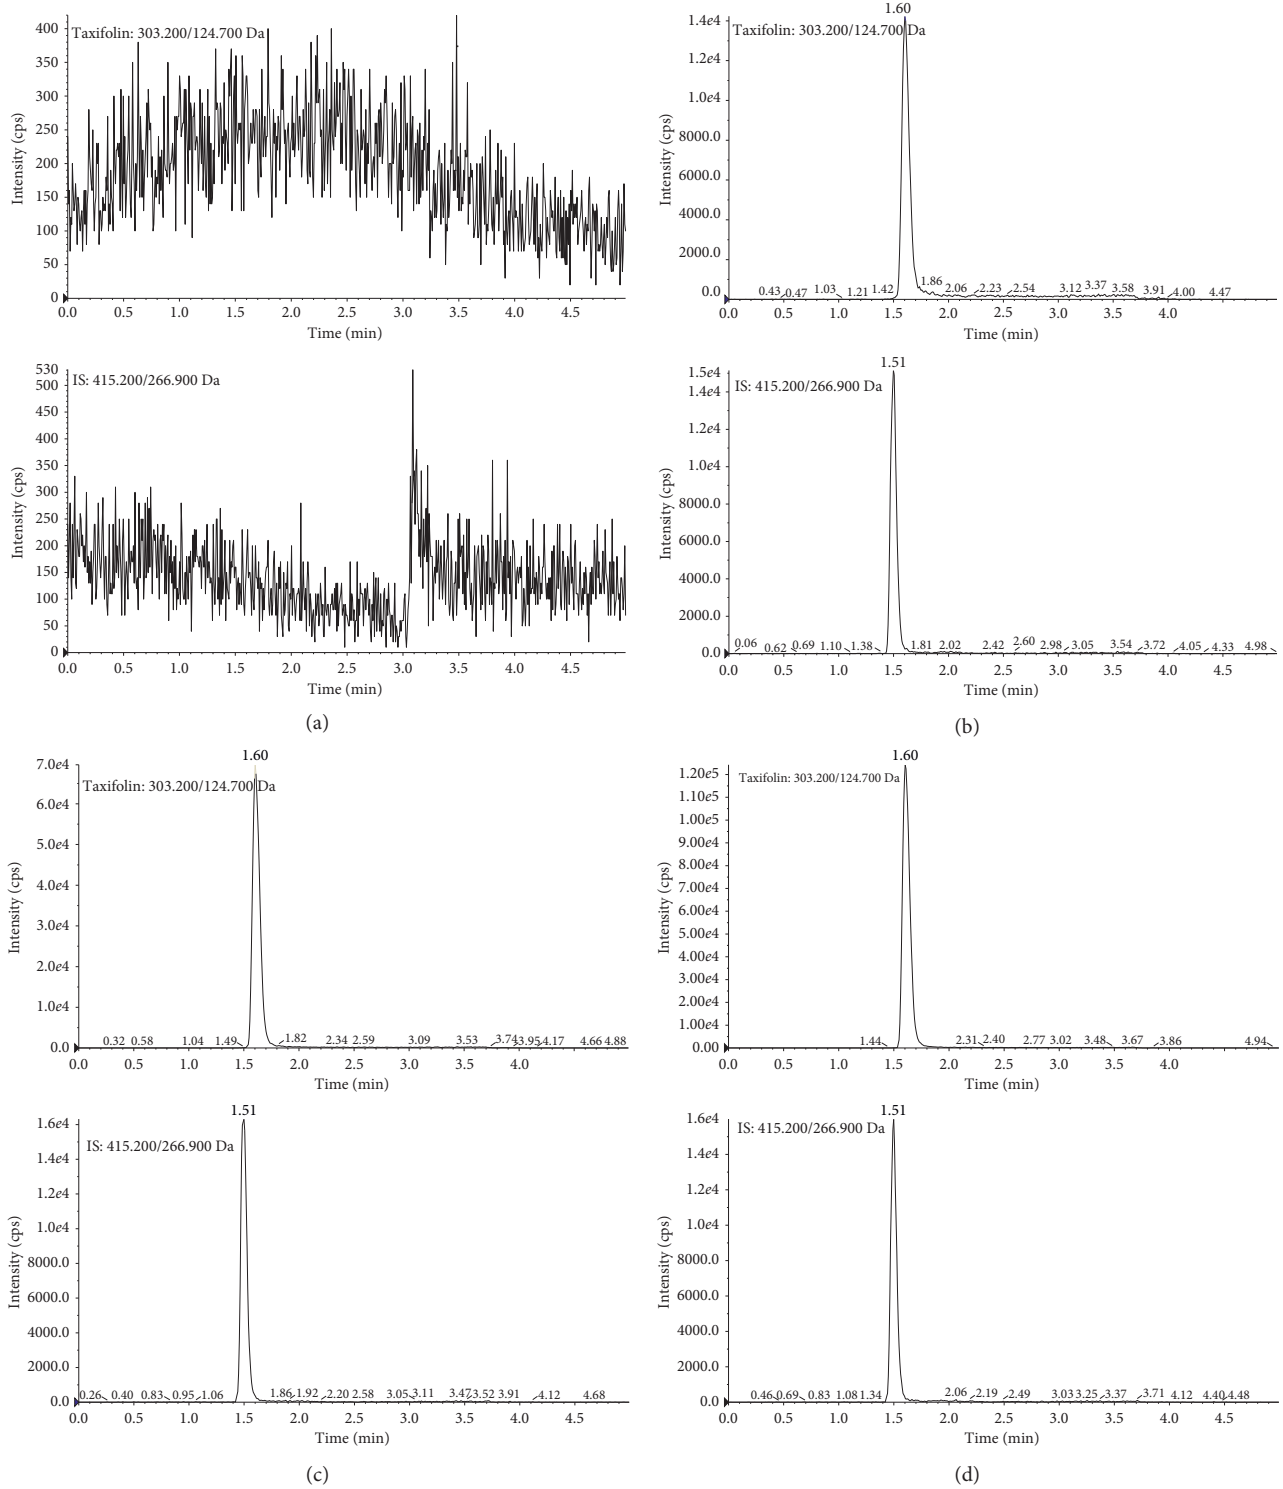 Taxifolin: 303.200/124.700 Da
Intensity (cps)
400
350
300
250
200
150
100
50
0
0.0 0.5 1.0 1.5 2.0 2.5 3.0 3.5 4.0 4.5
Time (min)
IS: 415.200/266.900 Da
Intensity (cps)
530
500
450
400
350
300
250
200
150
100
50
0
0.0 0.5 1.0 1.5 2.0 2.5 3.0 3.5 4.0 4.5
Time (min)
(a)
1.60
Taxifolin: 303.200/124.700 Da
Intensity (cps)
1.4e4
1.2e4
1.0e4
8000.0
6000.0
4000.0
2000.0
0.0
0.43 0.47 1.03 1.21 1.42 1.86 2.06 2.23 2.54 3.12 3.37 3.58 3.91 4.00 4.47
0.0 0.5 1.0 1.5 2.0 2.5 3.0 3.5 4.0
Time (min)
1.51
IS: 415.200/266.900 Da
Intensity (cps)
1.5e4
1.4e4
1.2e4
1.0e4
8000.0
6000.0
4000.0
2000.0
0.0
0.06 0.62 0.69 1.10 1.38 1.81 2.02 2.42 2.60 2.98 3.05 3.54 3.72 4.05 4.33 4.98
0.0 0.5 1.0 1.5 2.0 2.5 3.0 3.5 4.0
Time (min)
(b)
1.60
Taxifolin: 303.200/124.700 Da
Intensity (cps)
7.0e4
6.0e4
5.0e4
4.0e4
3.0e4
2.0e4
1.0e4
0.0
0.32 0.58 1.04 1.49 1.82 2.34 2.59 3.09 3.53 3.74 3.95 4.17 4.66 4.88
0.0 0.5 1.0 1.5 2.0 2.5 3.0 3.5 4.0
Time (min)
1.51
IS: 415.200/266.900 Da
Intensity (cps)
1.6e4
1.4e4
1.2e4
1.0e4
8000.0
6000.0
4000.0
2000.0
0.0
0.26 0.40 0.83 0.95 1.06 1.86 1.92 2.20 2.58 3.05 3.11 3.47 3.52 3.91 4.12 4.68
0.0 0.5 1.0 1.5 2.0 2.5 3.0 3.5 4.0 4.5
Time (min)
(c)
1.60
Taxifolin: 303.200/124.700 Da
Intensity (cps)
1.20e5
1.10e5
1.00e5
9.00e4
8.00e4
7.00e4
6.00e4
5.00e4
4.00e4
3.00e4
2.00e4
1.00e4
0.00
1.44 2.31 2.40 2.77 3.02 3.48 3.67 3.86 4.94
0.0 0.5 1.0 1.5 2.0 2.5 3.0 3.5 4.0
Time (min)
1.51
IS: 415.200/266.900 Da
Intensity (cps)
1.6e4
1.4e4
1.2e4
1.0e4
8000.0
6000.0
4000.0
2000.0
0.0
0.46 0.69 0.83 1.08 1.34 2.06 2.19 2.49 3.03 3.25 3.37 3.71 4.12 4.40 4.48
0.0 0.5 1.0 1.5 2.0 2.5 3.0 3.5 4.0 4.5
Time (min)
(d)